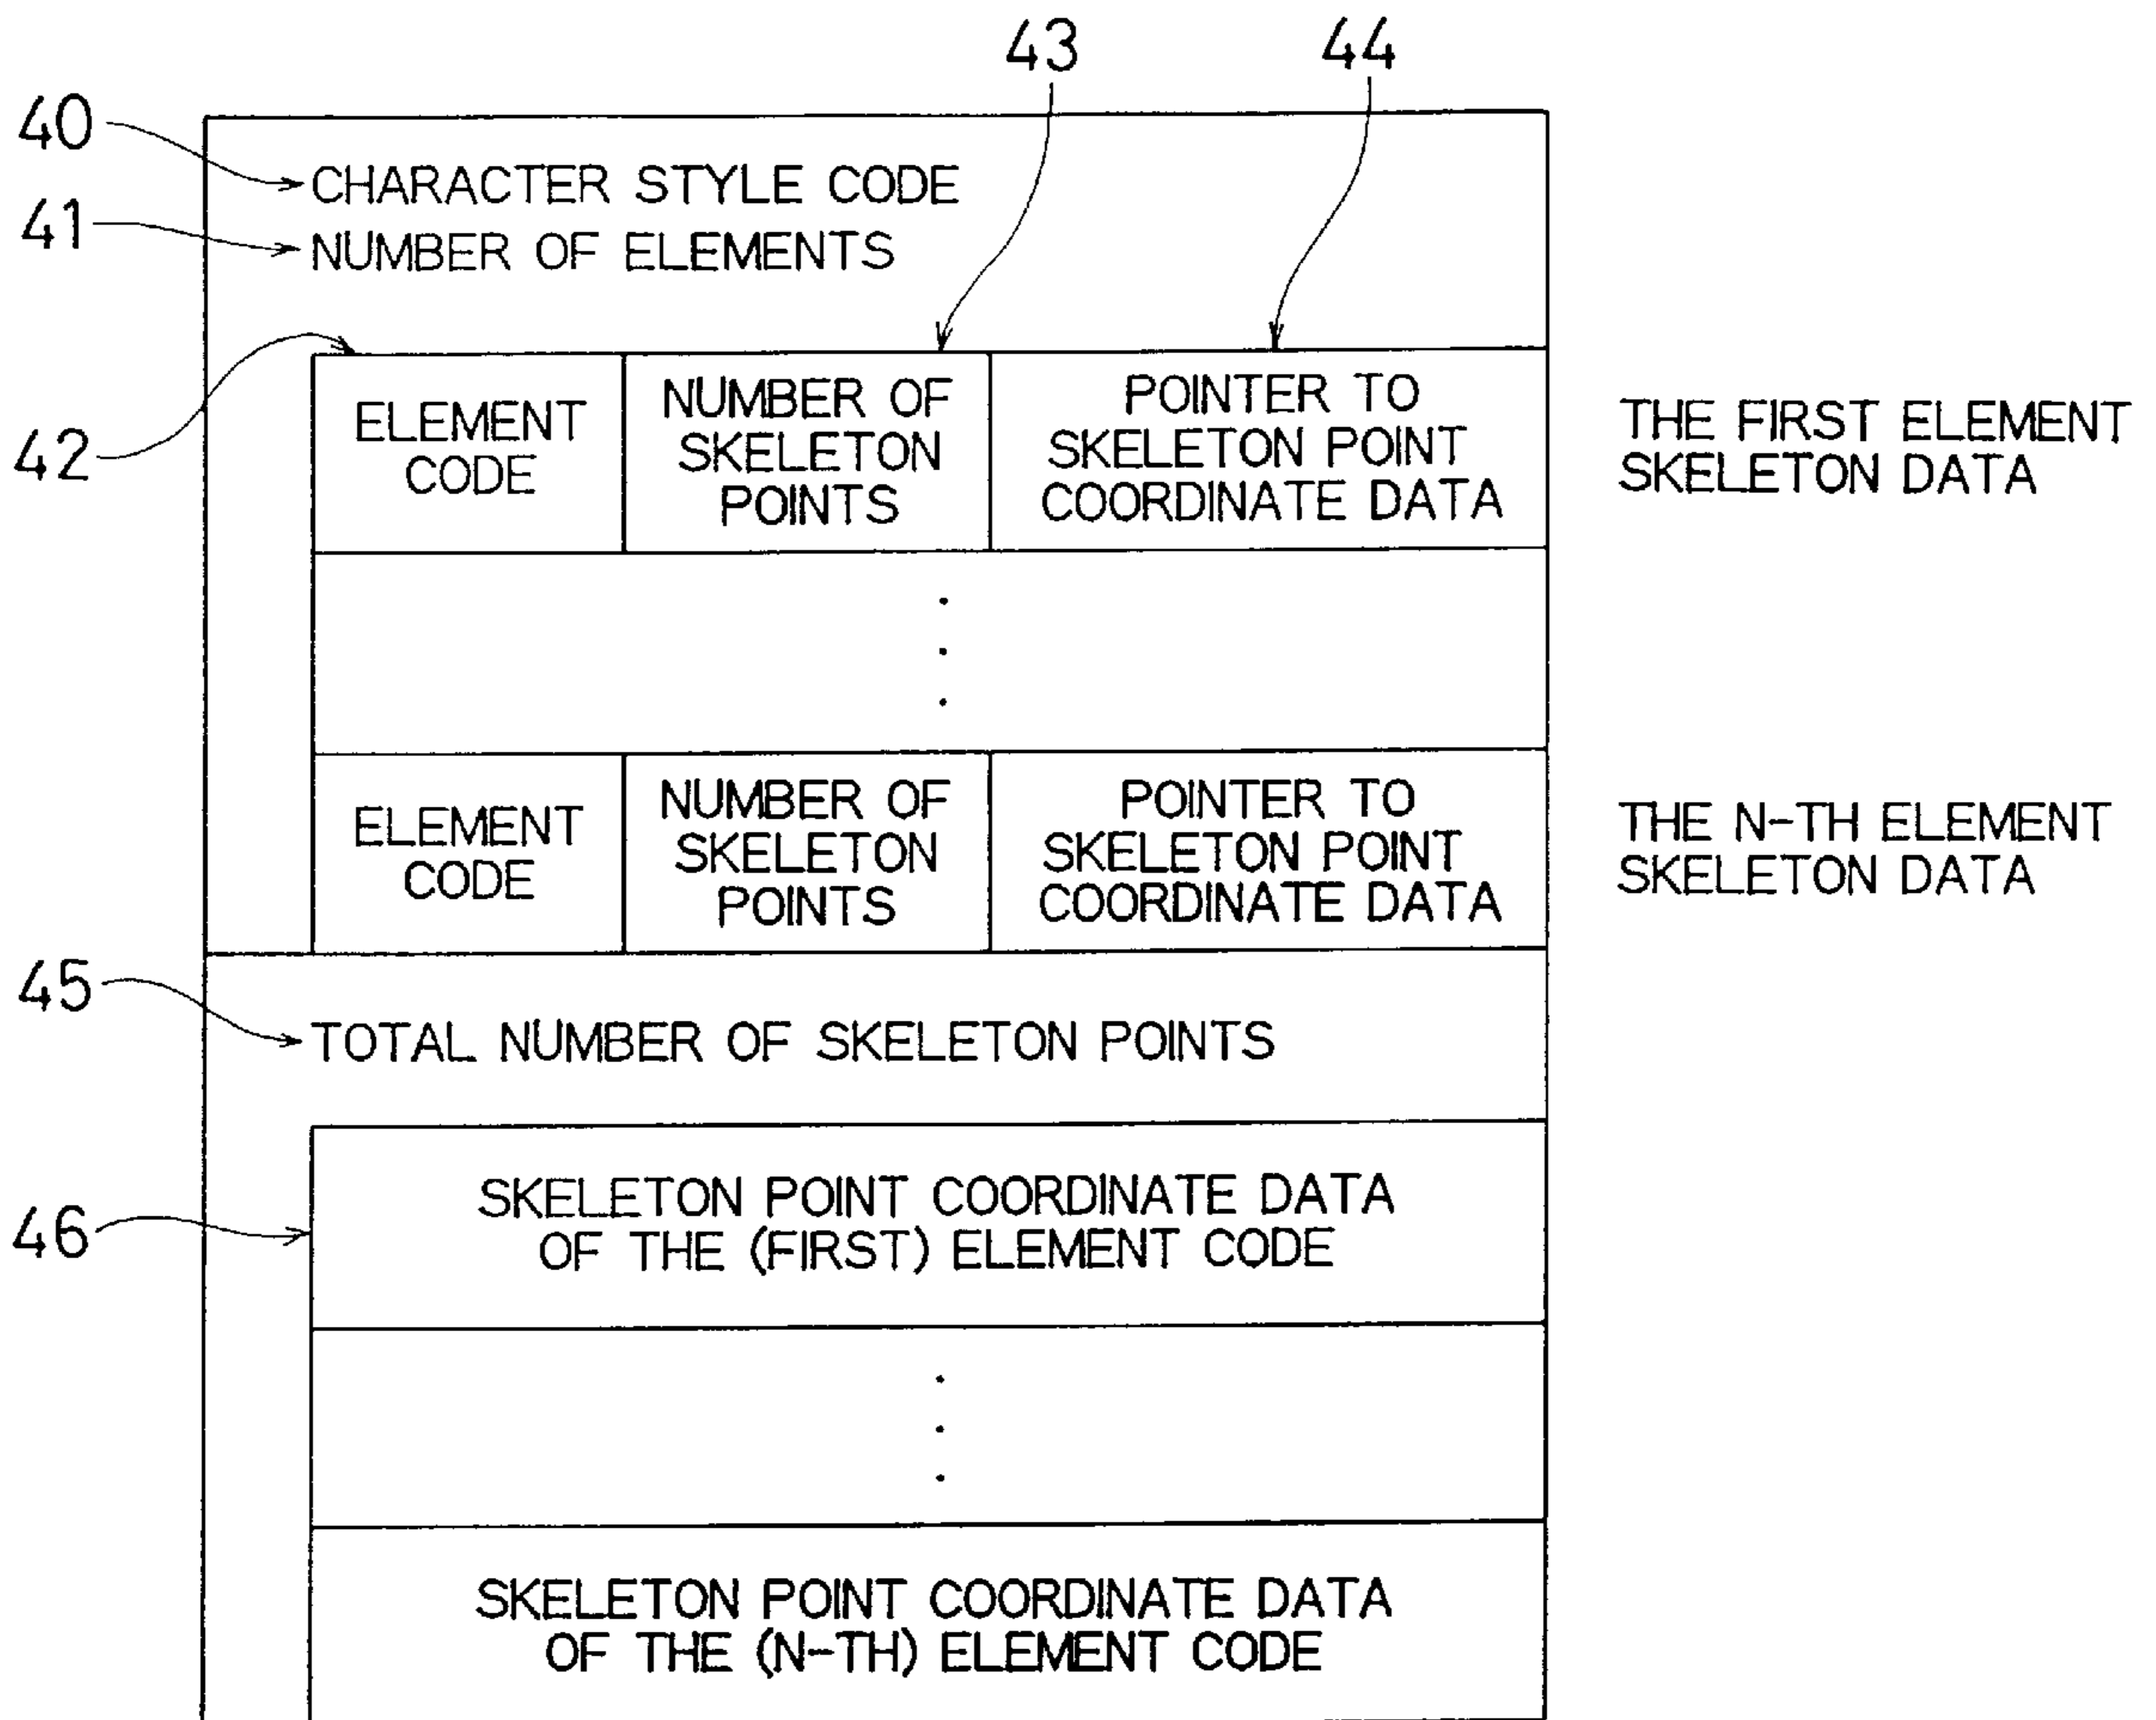 43
44
40
CHARACTER STYLE CODE
41
NUMBER OF ELEMENTS
42
ELEMENT
CODE
NUMBER OF
SKELETON
POINTS
POINTER TO
SKELETON POINT
COORDINATE DATA
THE FIRST ELEMENT
SKELETON DATA
ELEMENT
CODE
NUMBER OF
SKELETON
POINTS
POINTER TO
SKELETON POINT
COORDINATE DATA
THE N-TH ELEMENT
SKELETON DATA
45
TOTAL NUMBER OF SKELETON POINTS
46
SKELETON POINT COORDINATE DATA
OF THE (FIRST) ELEMENT CODE
SKELETON POINT COORDINATE DATA
OF THE (N-TH) ELEMENT CODE